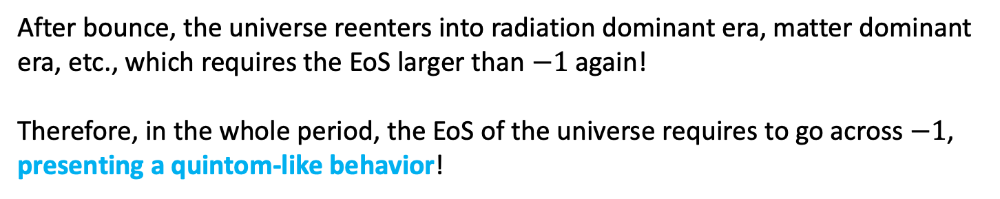 After bounce, the universe reenters into radiation dominant era, matter dominant
era, etc., which requires the EoS larger than −1 again!
Therefore, in the whole period, the EoS of the universe requires to go across −1,
presenting a quintom-like behavior!